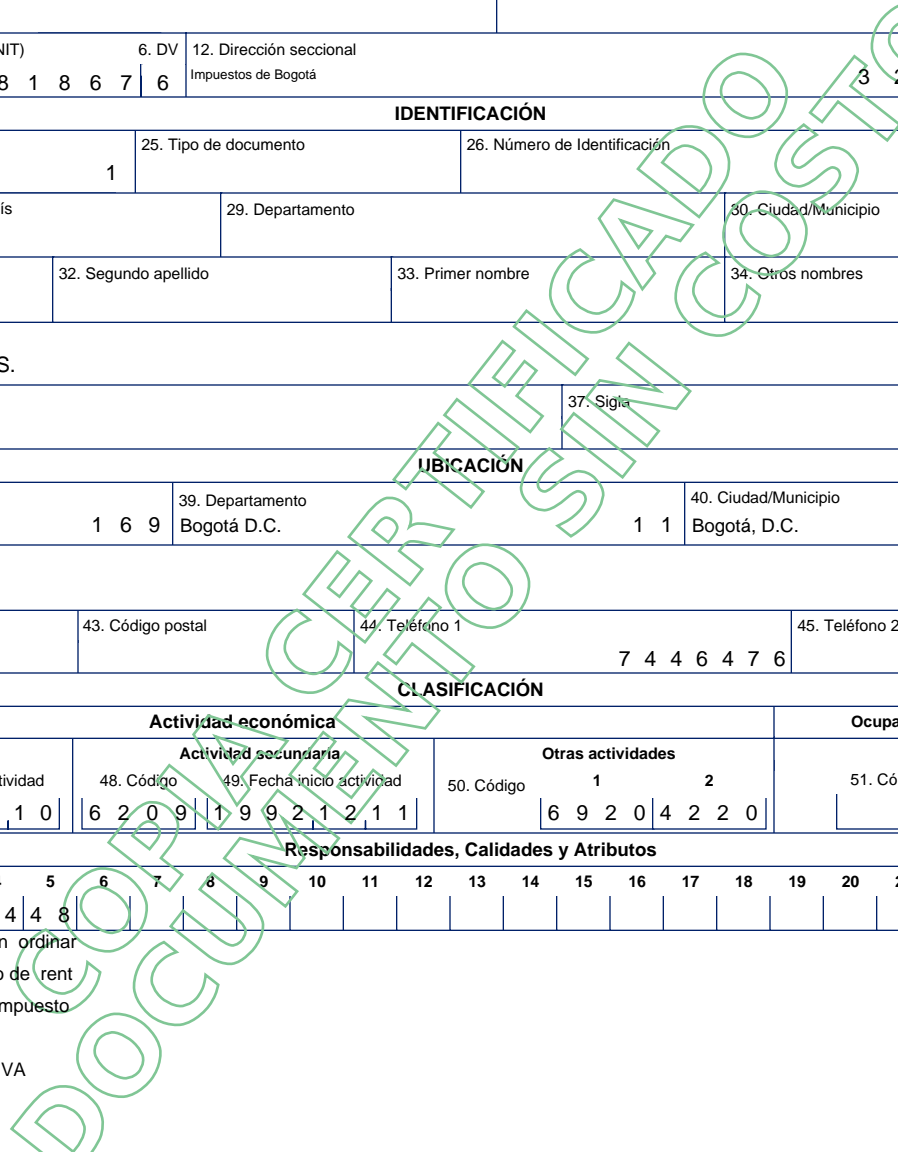 NIT) 6. DV 12. Dirección seccional
8 1 8 6 7 6 Impuestos de Bogotá 3 2
IDENTIFICACIÓN
25. Tipo de documento 26. Número de Identificación
1
ís 29. Departamento 30. Ciudad/Municipio
32. Segundo apellido 33. Primer nombre 34. Otros nombres
S.
37. Sigla
UBICACIÓN
39. Departamento 40. Ciudad/Municipio
1 6 9 Bogotá D.C. 1 1 Bogotá, D.C.
43. Código postal 44. Teléfono 1 45. Teléfono 2
7 4 4 6 4 7 6
CLASIFICACIÓN
Actividad económica Ocupa
Actividad secundaria Otras actividades
tividad 48. Código 49. Fecha inicio actividad 50. Código 1 2 51. Có
1 0 6 2 0 9 1 9 9 2 1 2 1 1 6 9 2 0 4 2 2 0
Responsabilidades, Calidades y Atributos
5 6 7 8 9 10 11 12 13 14 15 16 17 18 19 20
4 4 8
n ordinar
o de rent
mpuesto
VA
COPIA CERTIFICADO
DOCUMENTO SIN COSTO